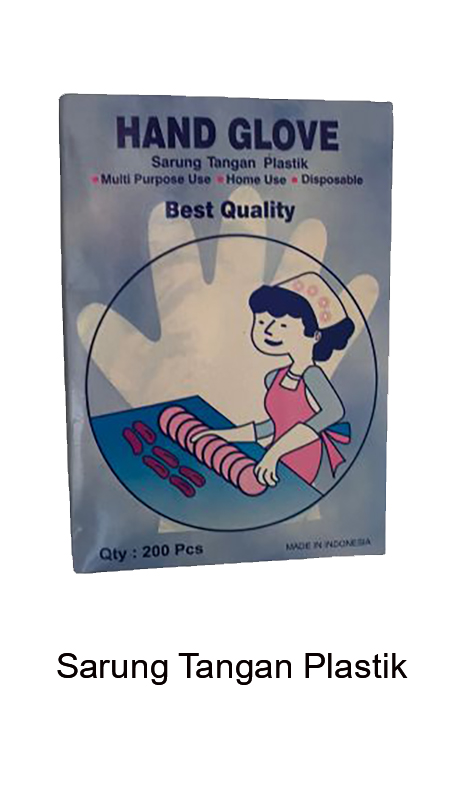 HAND GLOVE
Sarung Tangan Plastik
• Multi Purpose Use • Home Use • Disposable
Best Quality
Qty : 200 Pcs
MADE IN INDONESIA
Sarung Tangan Plastik